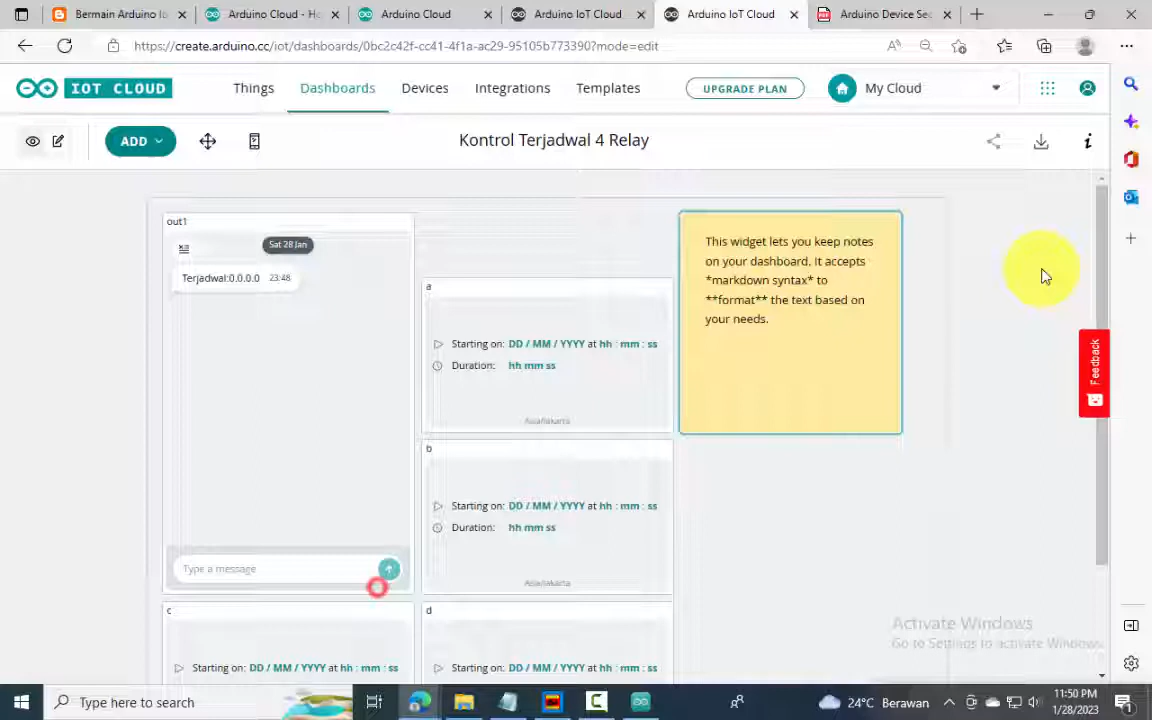 Bermain Arduino Io
Arduino Cloud - Ho
Arduino Cloud
Arduino IoT Cloud
Arduino IoT Cloud
Arduino Device Sec
https://create.arduino.cc/iot/dashboards/0bc2c42f-cc41-4f1a-ac29-95105b773390?mode=edit
IOT CLOUD
Things
Dashboards
Devices
Integrations
Templates
UPGRADE PLAN
My Cloud
ADD
Kontrol Terjadwal 4 Relay
out1
Sat 28 Jan
Terjadwal:0.0.0.0 23:48
Type a message
a
Starting on: DD / MM / YYYY at hh : mm : ss
Duration: hh mm ss
Asia/Jakarta
b
Starting on: DD / MM / YYYY at hh : mm : ss
Duration: hh mm ss
Asia/Jakarta
This widget lets you keep notes
on your dashboard. It accepts
*markdown syntax* to
**format** the text based on
your needs.
c
Starting on: DD / MM / YYYY at hh : mm : ss
d
Starting on: DD / MM / YYYY at hh : mm : ss
Feedback
Activate Windows
Go to Settings to activate Windows.
Type here to search
24°C Berawan
11:50 PM
1/28/2023
1